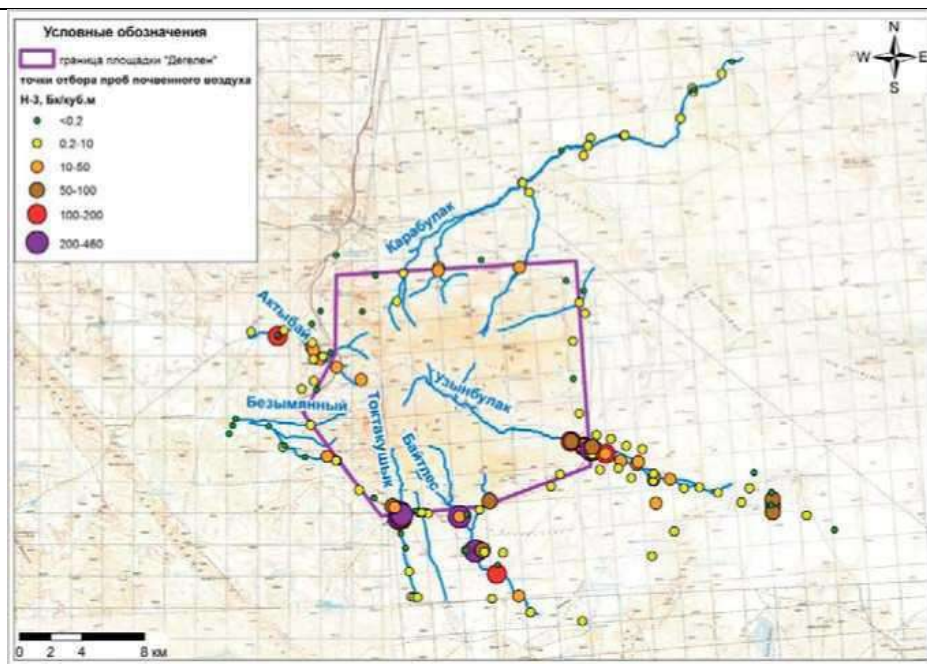 Условные обозначения
граница площадки "Дегелен"
точки отбора проб почвенного воздуха
Н-3, Бк/куб.м
<0.2
0.2-10
10-50
50-100
100-200
200-460
N
W E
S
Карабулак
Актыбай
Узынбулак
Безымянный
Токтакушык
Байтлес
0 2 4 8 км